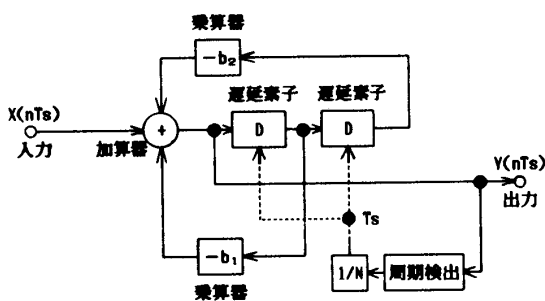 乗算器
−b₂
遅延素子 遅延素子
X(nTs)
+ D D
入力 加算器
Y(nTs)
Ts
出力
−b₁ 1/N 周期検出
乗算器